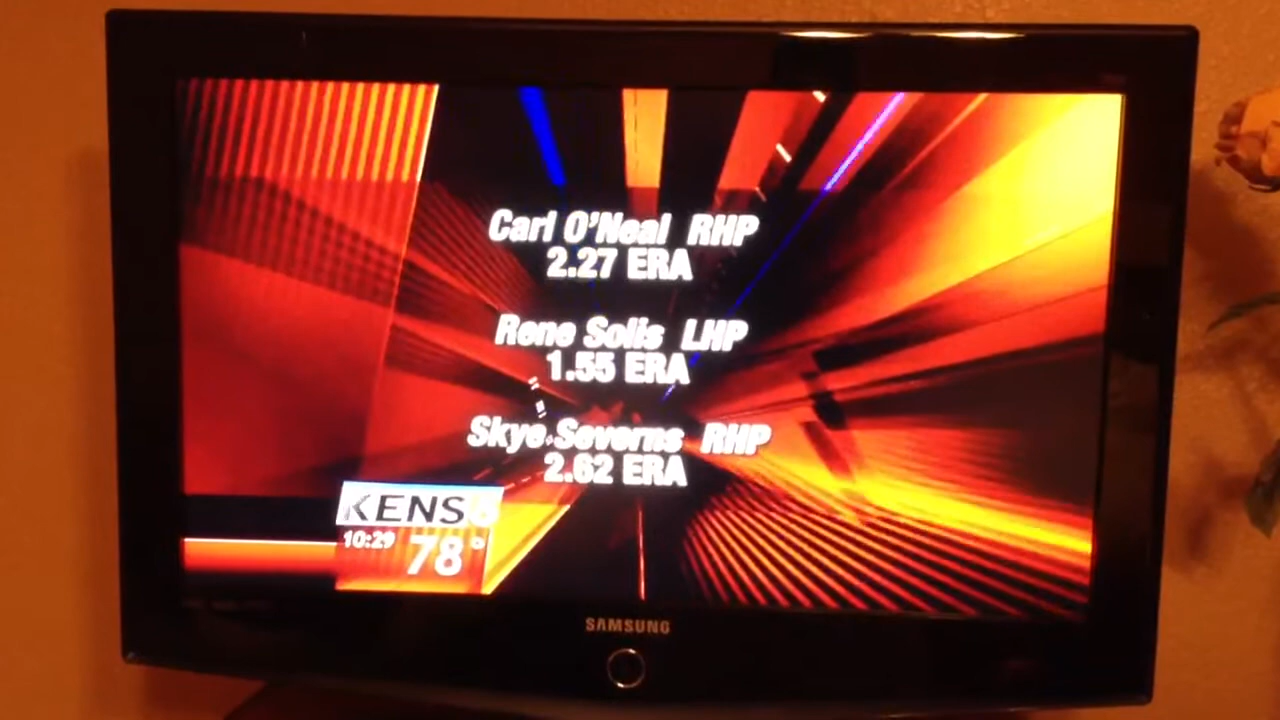 Carl O'Neal RHP
2.27 ERA
Rene Solis LHP
1.55 ERA
Skye Severns RHP
2.62 ERA
KENS5
10:29 78°
SAMSUNG